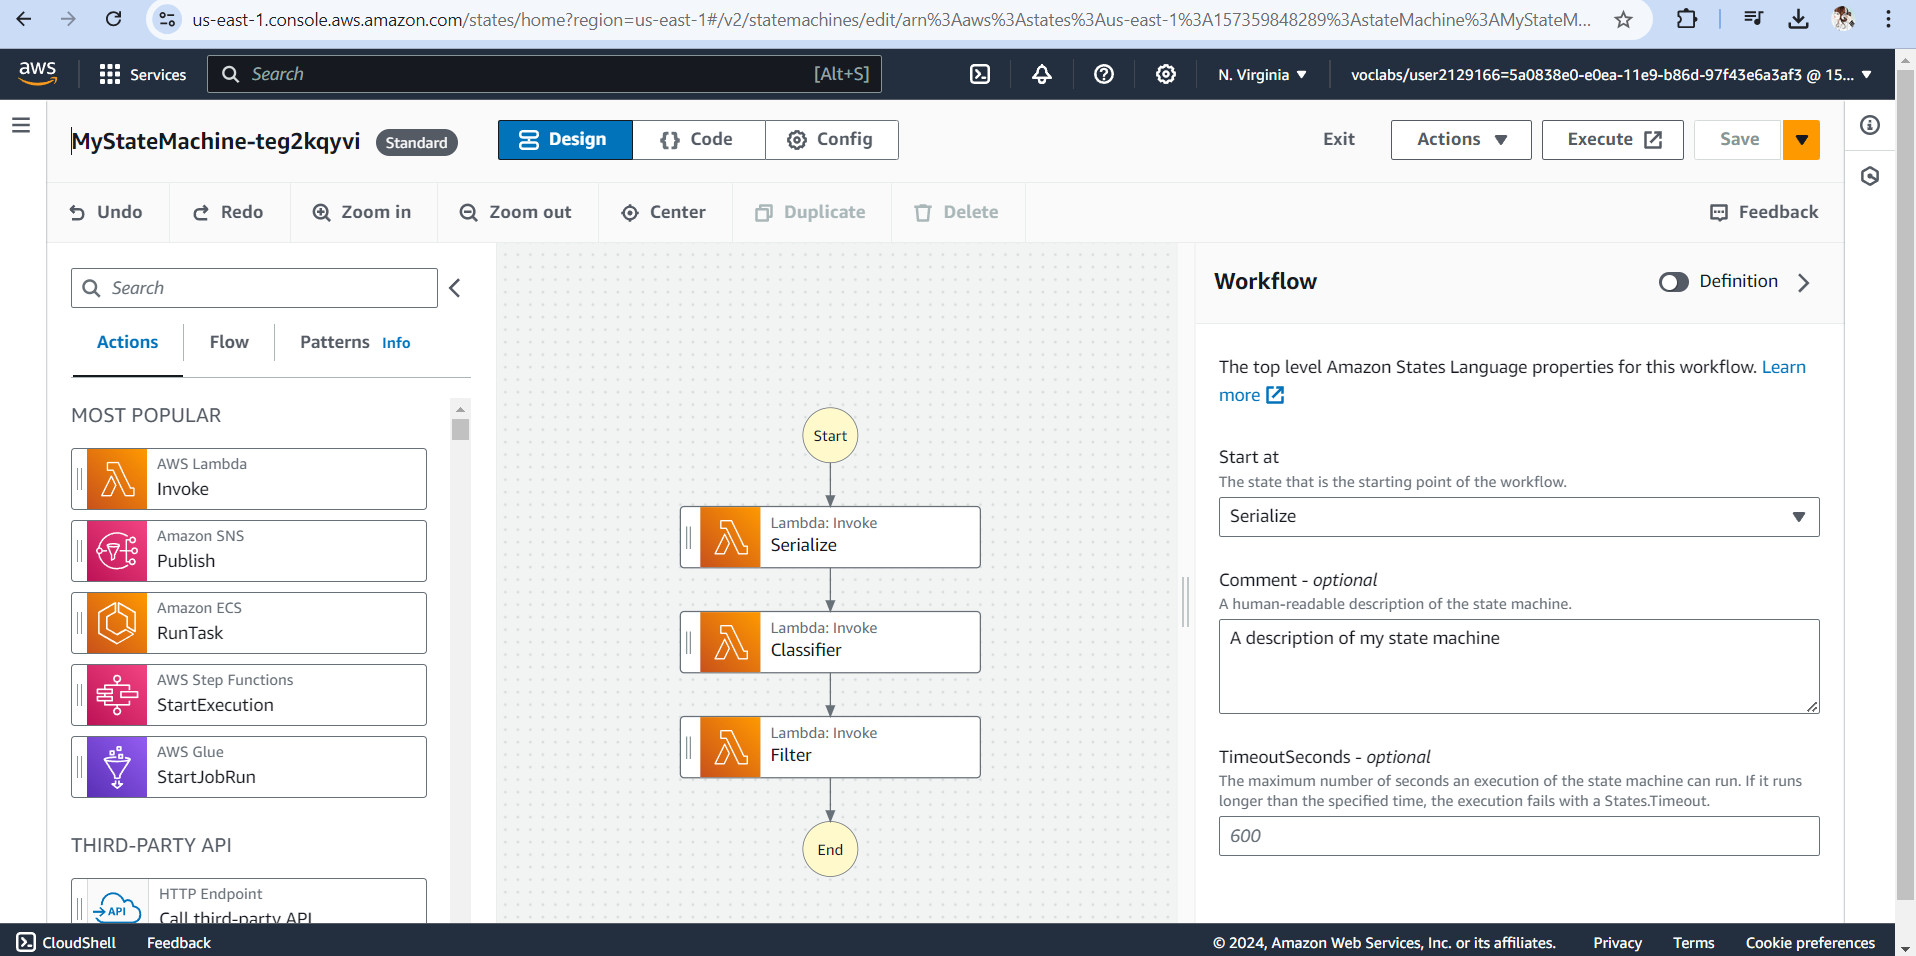 us-east-1.console.aws.amazon.com/states/home?region=us-east-1#/v2/statemachines/edit/arn%3Aaws%3Astates%3Aus-east-1%3A157359848289%3AstateMachine%3AMyStateM...
aws
Services
Search
[Alt+S]
N. Virginia
voclabs/user2129166=5a0838e0-e0ea-11e9-b86d-97f43e6a3af3 @ 15...
MyStateMachine-teg2kqyvi
Standard
Design
{} Code
Config
Exit
Actions
Execute
Save
Undo
Redo
Zoom in
Zoom out
Center
Duplicate
Delete
Feedback
Search
Actions
Flow
Patterns
Info
MOST POPULAR
AWS Lambda
Invoke
Amazon SNS
Publish
Amazon ECS
RunTask
AWS Step Functions
StartExecution
AWS Glue
StartJobRun
THIRD-PARTY API
HTTP Endpoint
API
Call third-party API
Start
Lambda: Invoke
Serialize
Lambda: Invoke
Classifier
Lambda: Invoke
Filter
End
Workflow
Definition
The top level Amazon States Language properties for this workflow. Learn
more
Start at
The state that is the starting point of the workflow.
Serialize
Comment - optional
A human-readable description of the state machine.
A description of my state machine
TimeoutSeconds - optional
The maximum number of seconds an execution of the state machine can run. If it runs
longer than the specified time, the execution fails with a States.Timeout.
600
CloudShell
Feedback
© 2024, Amazon Web Services, Inc. or its affiliates.
Privacy
Terms
Cookie preferences